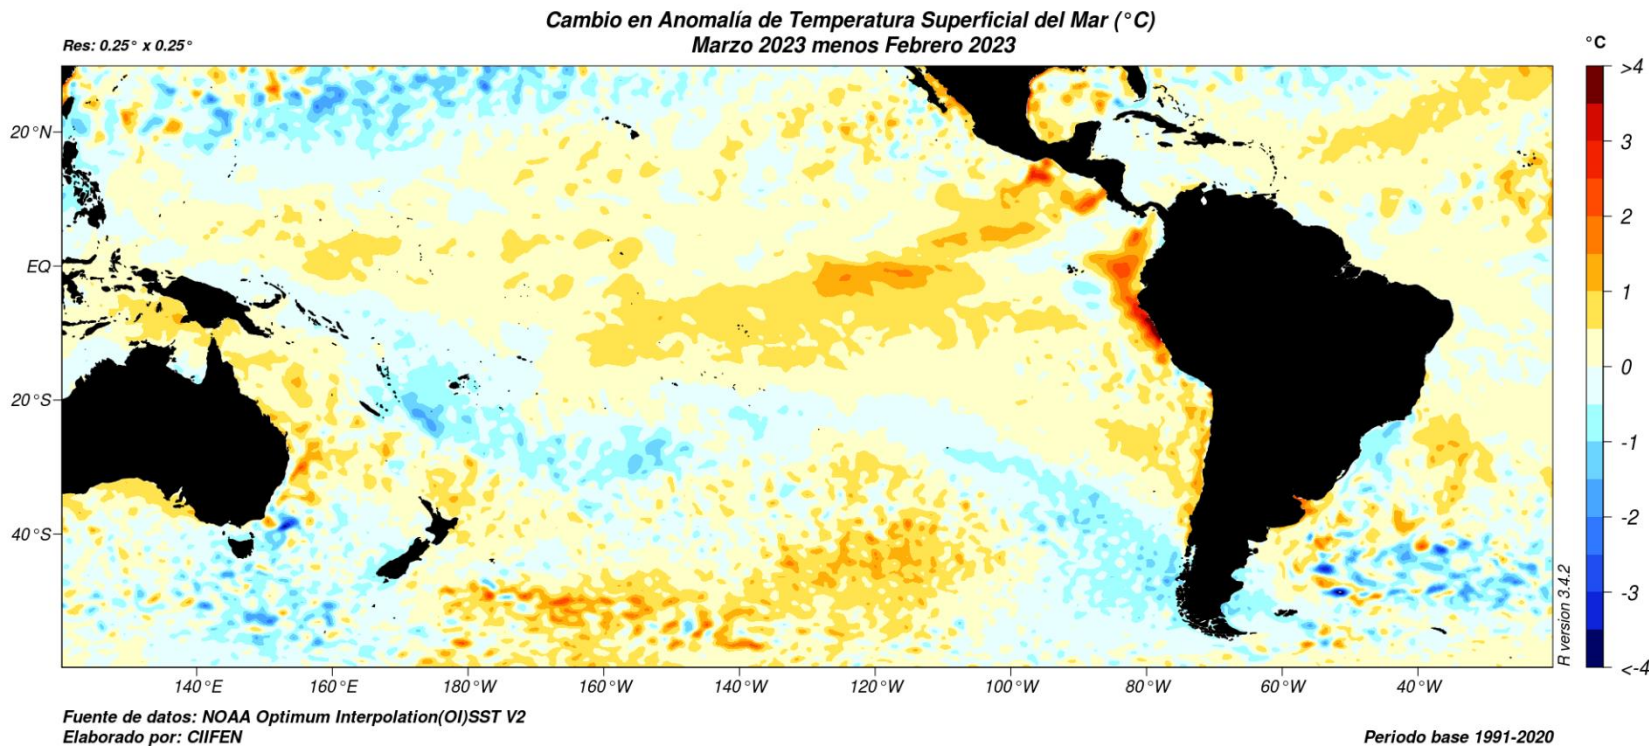 Cambio en Anomalía de Temperatura Superficial del Mar (°C)
Marzo 2023 menos Febrero 2023
Res: 0.25° x 0.25°
°C
>4
3
2
1
0
-1
-2
-3
<-4
20°N
EQ
20°S
40°S
140°E
160°E
180°W
160°W
140°W
120°W
100°W
80°W
60°W
40°W
R version 3.4.2
Fuente de datos: NOAA Optimum Interpolation(OI)SST V2
Elaborado por: CIIFEN
Periodo base 1991-2020